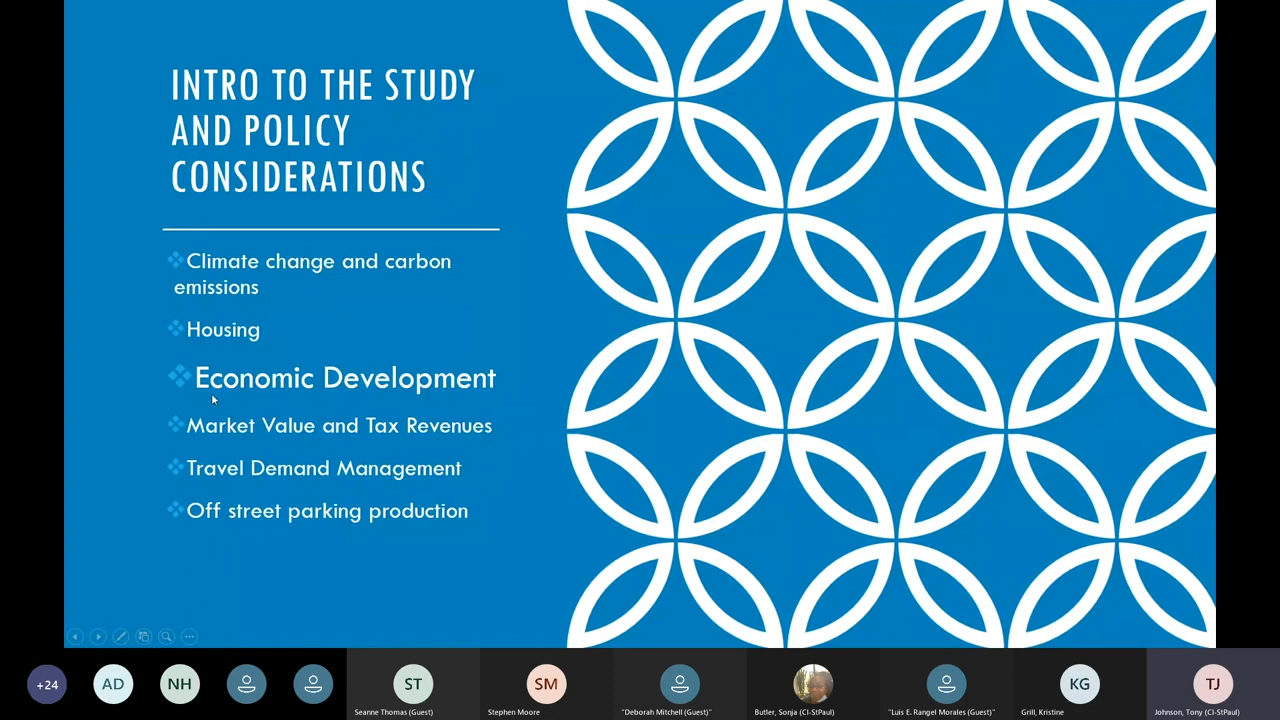 INTRO TO THE STUDY
AND POLICY
CONSIDERATIONS
Climate change and carbon
emissions
Housing
Economic Development
Market Value and Tax Revenues
Travel Demand Management
Off street parking production
+24
AD
NH
ST
SM
KG
TJ
Seanne Thomas (Guest)
Stephen Moore
"Deborah Mitchell (Guest)"
Butler, Sonja (CI-StPaul)
"Luis E. Rangel Morales (Guest)"
Grill, Kristine
Johnson, Tony (CI-StPaul)